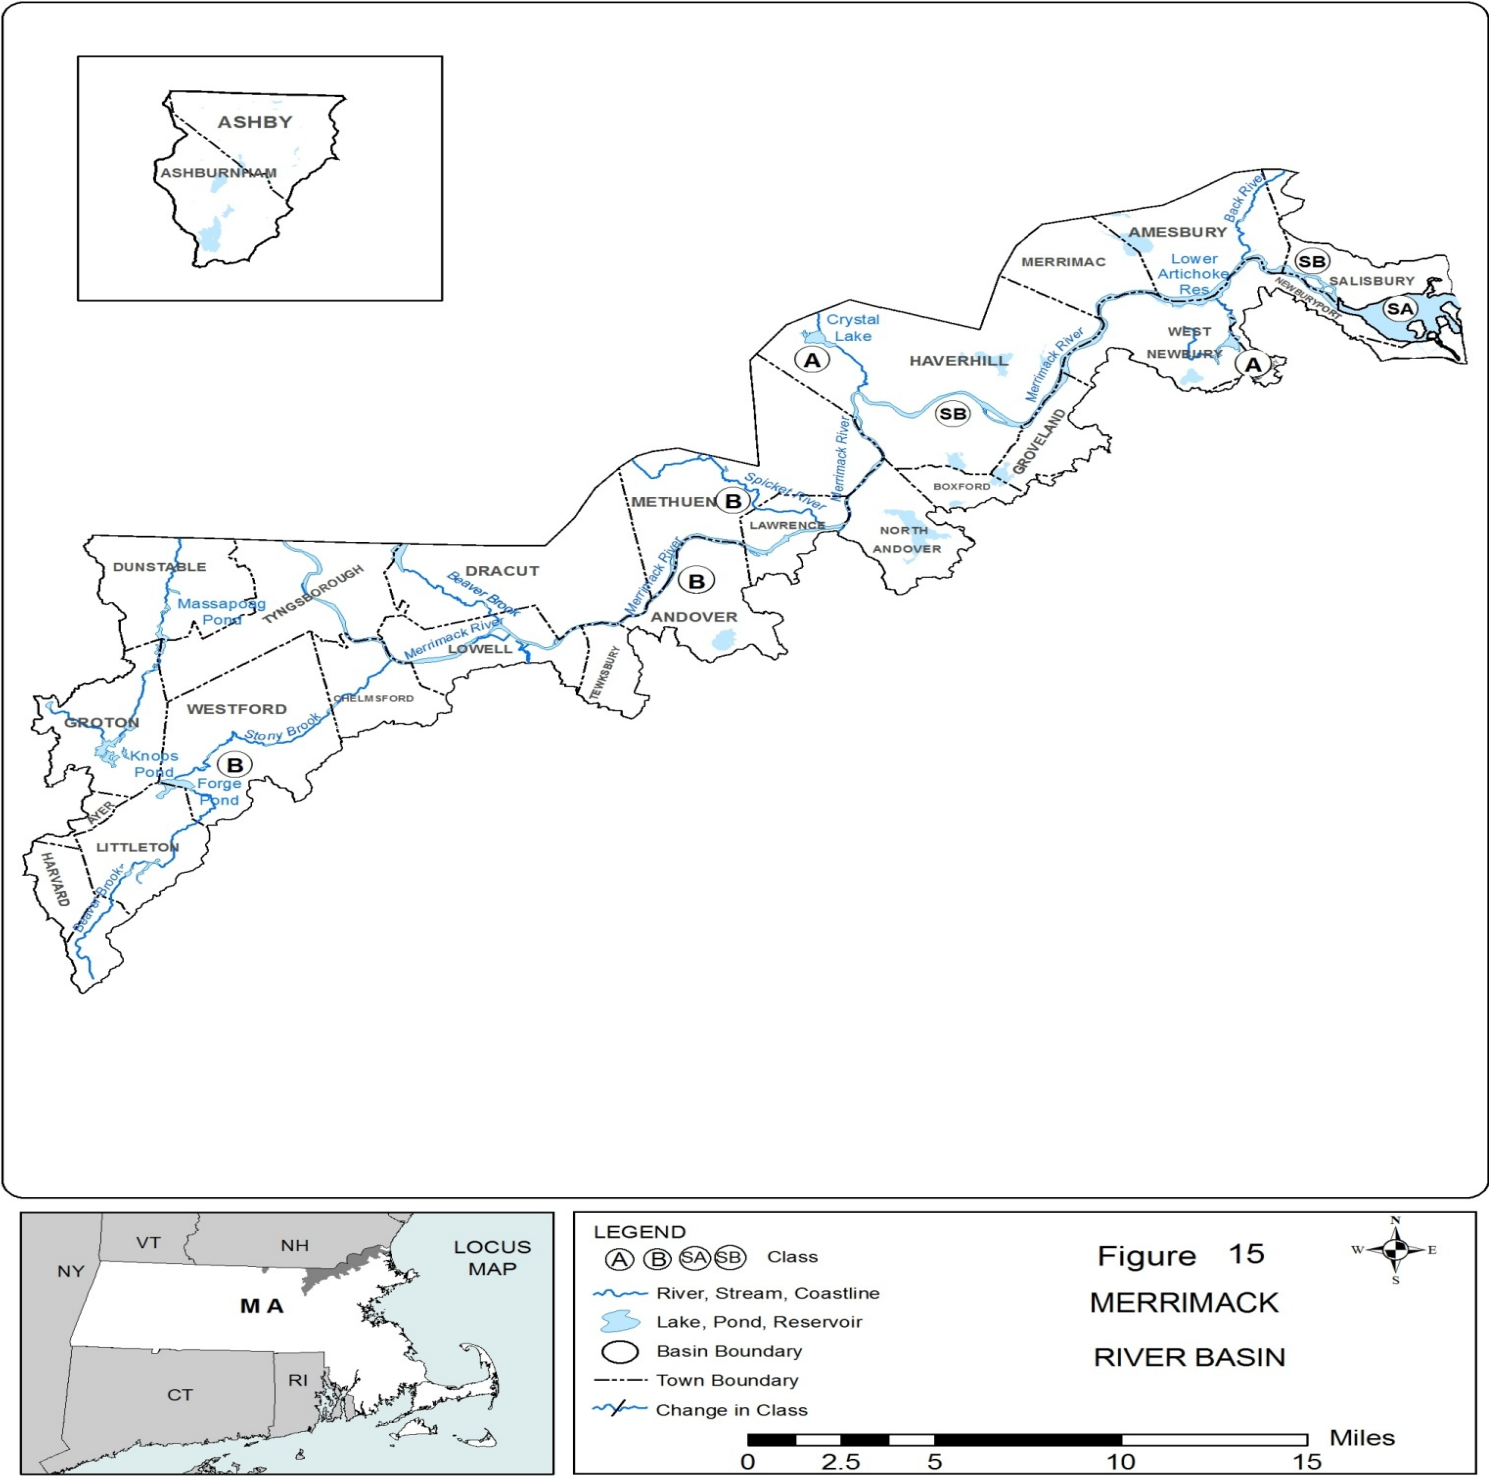 ASHBY
ASHBURNHAM
Back River
AMESBURY
MERRIMAC
Lower
Artichoke
Res
SB
SALISBURY
NEWBURYPORT
SA
WEST
NEWBURY
A
Crystal
Lake
A
HAVERHILL
Merrimack River
SB
GROVELAND
Merrimack River
BOXFORD
Spicket River
METHUEN
B
LAWRENCE
NORTH
ANDOVER
Merrimack River
B
ANDOVER
DUNSTABLE
DRACUT
TYNGSBOROUGH
Beaver Brook
Massapoag
Pond
Merrimack River
LOWELL
TEWKSBURY
CHELMSFORD
WESTFORD
GROTON
Stony Brook
Knops
Pond
B
Forge
Pond
AYER
LITTLETON
HARVARD
Beaver Brook
NY
VT
NH
LOCUS
MAP
MA
CT
RI
LEGEND
A B SA SB Class
River, Stream, Coastline
Lake, Pond, Reservoir
Basin Boundary
Town Boundary
Change in Class
Figure 15
MERRIMACK
RIVER BASIN
N
W E
S
Miles
0 2.5 5 10 15